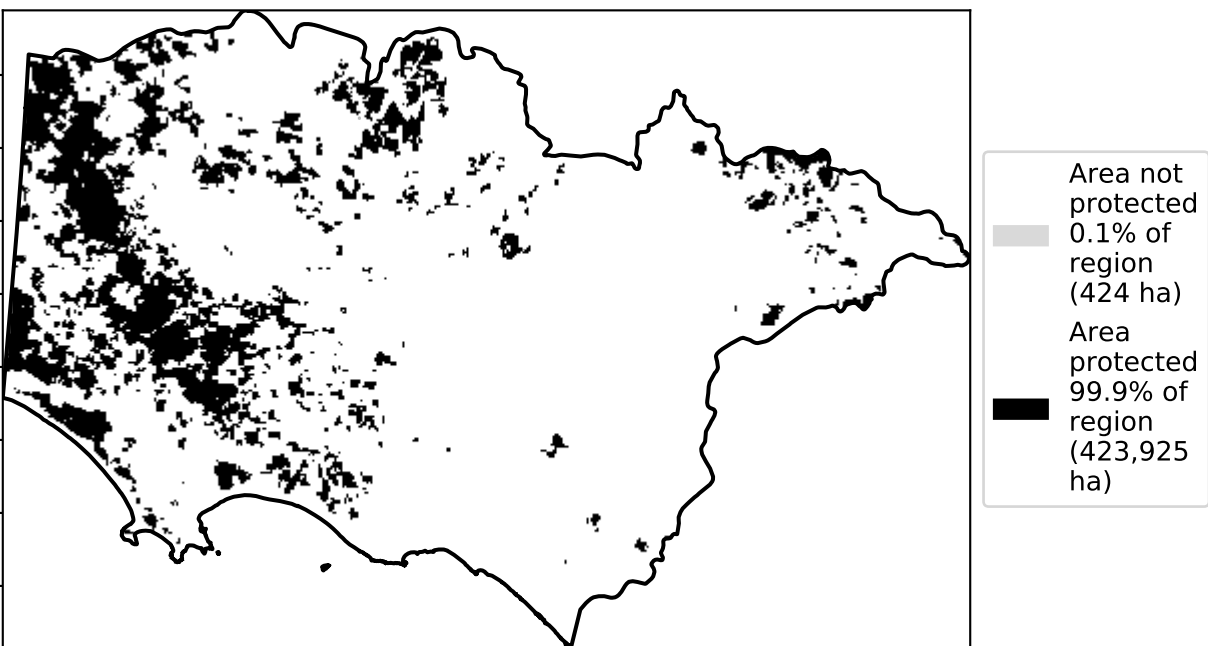 Area not
protected
0.1% of
region
(424 ha)
Area
protected
99.9% of
region
(423,925
ha)